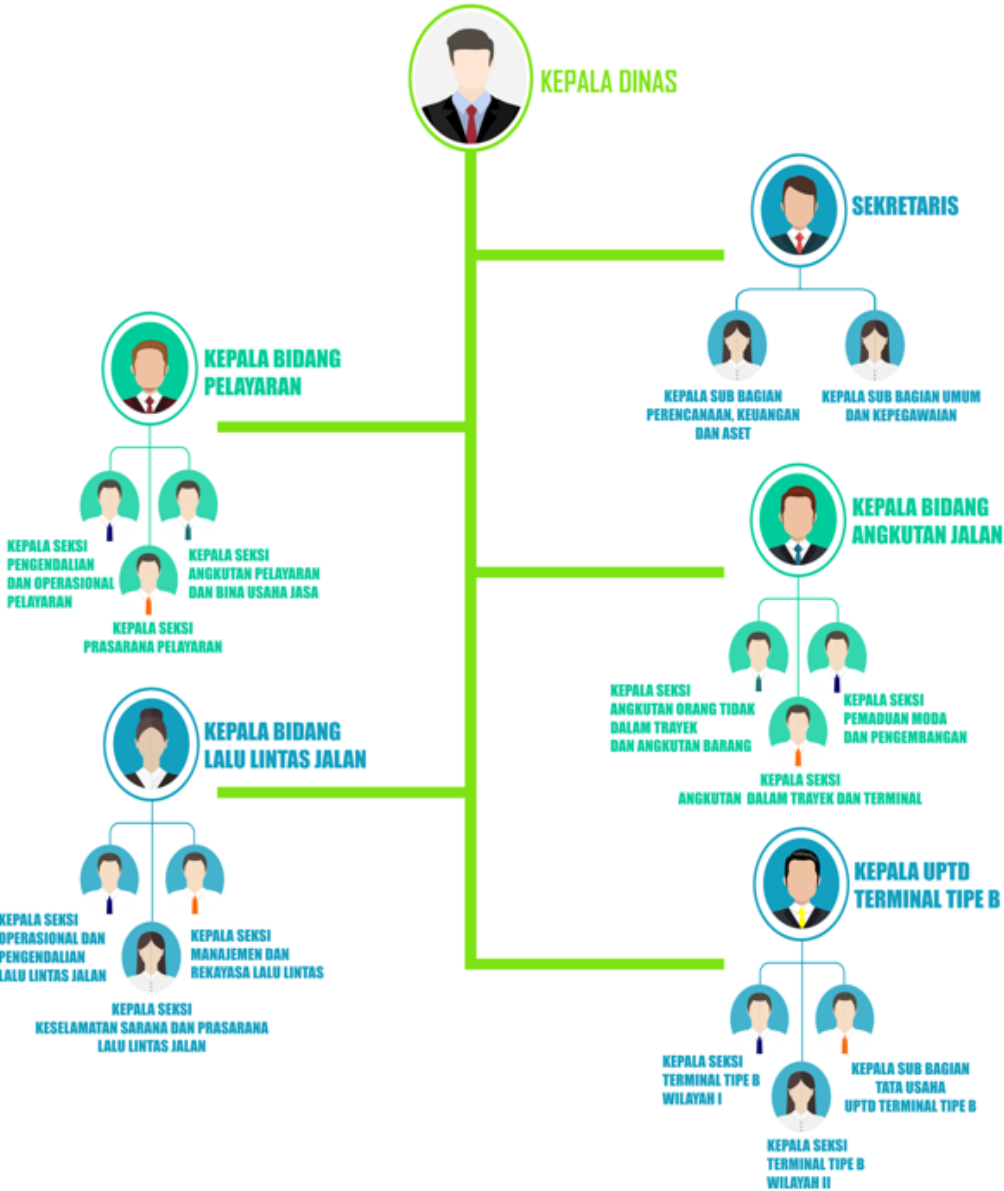 KEPALA DINAS
SEKRETARIS
KEPALA SUB BAGIAN
PERENCANAAN, KEUANGAN
DAN ASET
KEPALA SUB BAGIAN UMUM
DAN KEPEGAWAIAN
KEPALA BIDANG
PELAYARAN
KEPALA SEKSI
PENGENDALIAN
DAN OPERASIONAL
PELAYARAN
KEPALA SEKSI
ANGKUTAN PELAYARAN
DAN BINA USAHA JASA
KEPALA SEKSI
PRASARANA PELAYARAN
KEPALA BIDANG
ANGKUTAN JALAN
KEPALA SEKSI
ANGKUTAN ORANG TIDAK
DALAM TRAYEK
DAN ANGKUTAN BARANG
KEPALA SEKSI
PEMADUAN MODA
DAN PENGEMBANGAN
KEPALA SEKSI
ANGKUTAN DALAM TRAYEK DAN TERMINAL
KEPALA BIDANG
LALU LINTAS JALAN
KEPALA SEKSI
OPERASIONAL DAN
PENGENDALIAN
LALU LINTAS JALAN
KEPALA SEKSI
MANAJEMEN DAN
REKAYASA LALU LINTAS
KEPALA SEKSI
KESELAMATAN SARANA DAN PRASARANA
LALU LINTAS JALAN
KEPALA UPTD
TERMINAL TIPE B
KEPALA SEKSI
TERMINAL TIPE B
WILAYAH I
KEPALA SUB BAGIAN
TATA USAHA
UPTD TERMINAL TIPE B
KEPALA SEKSI
TERMINAL TIPE B
WILAYAH II